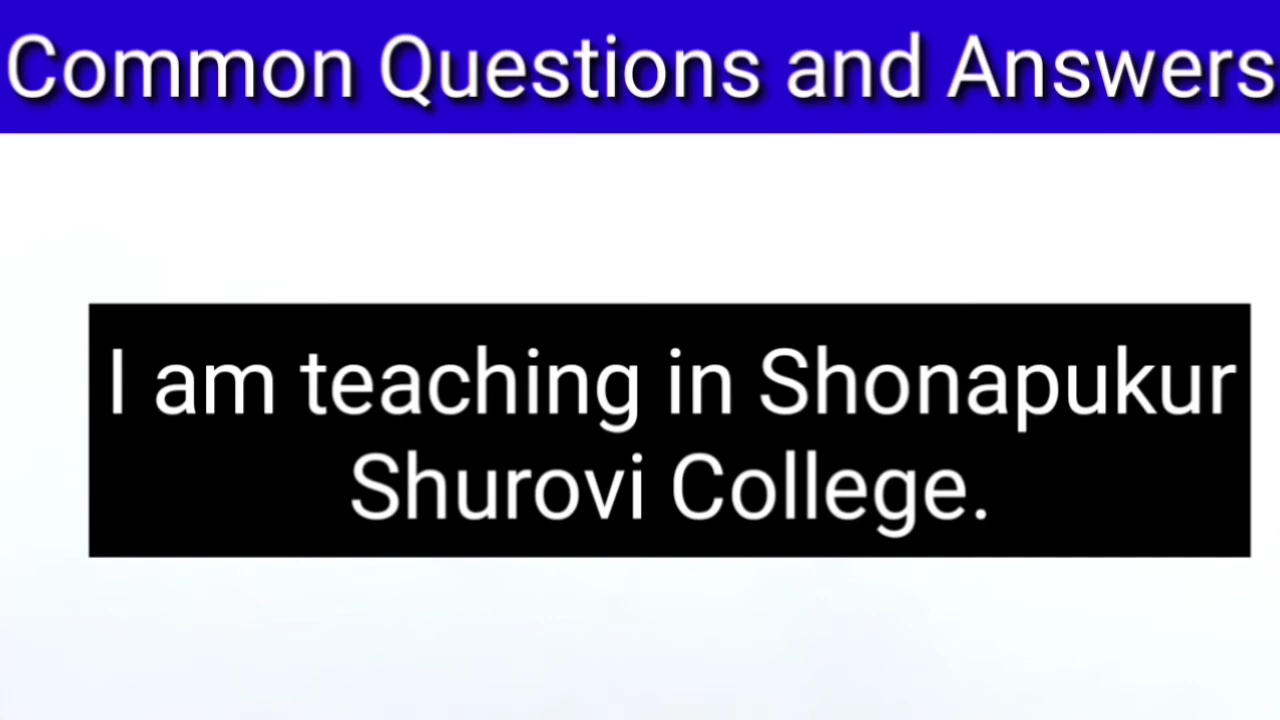 Common Questions and Answers
I am teaching in Shonapukur
Shurovi College.